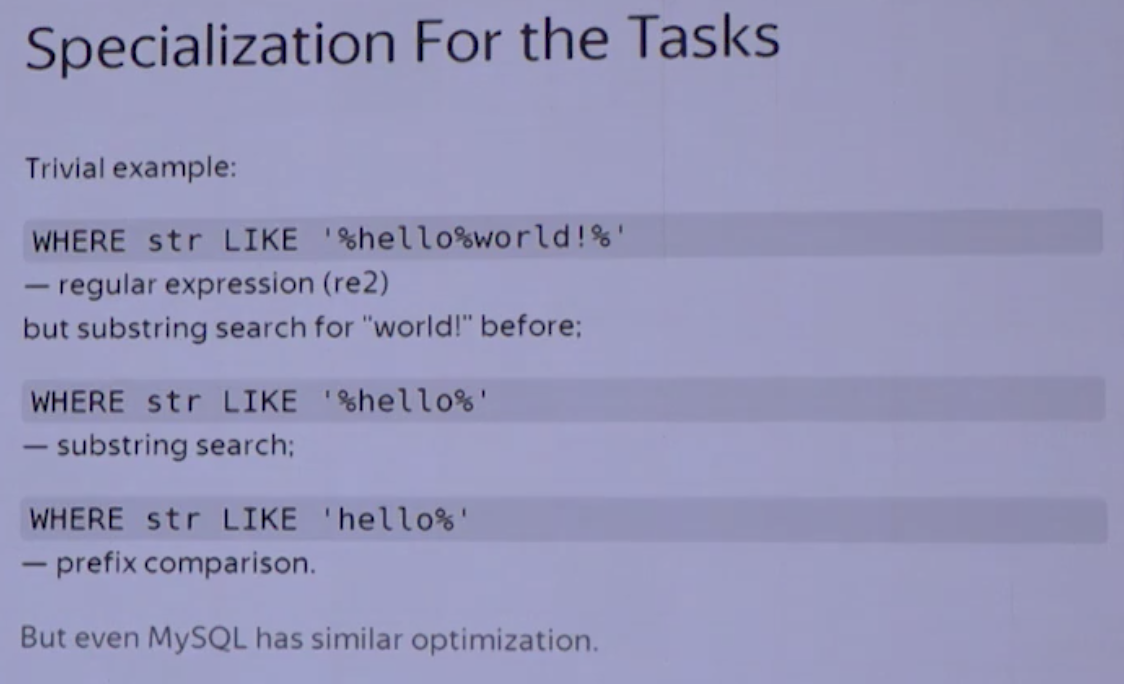 Specialization For the Tasks
Trivial example:
WHERE str LIKE '%hello%world!%'
— regular expression (re2)
but substring search for "world!" before;
WHERE str LIKE '%hello%'
— substring search;
WHERE str LIKE 'hello%'
— prefix comparison.
But even MySQL has similar optimization.